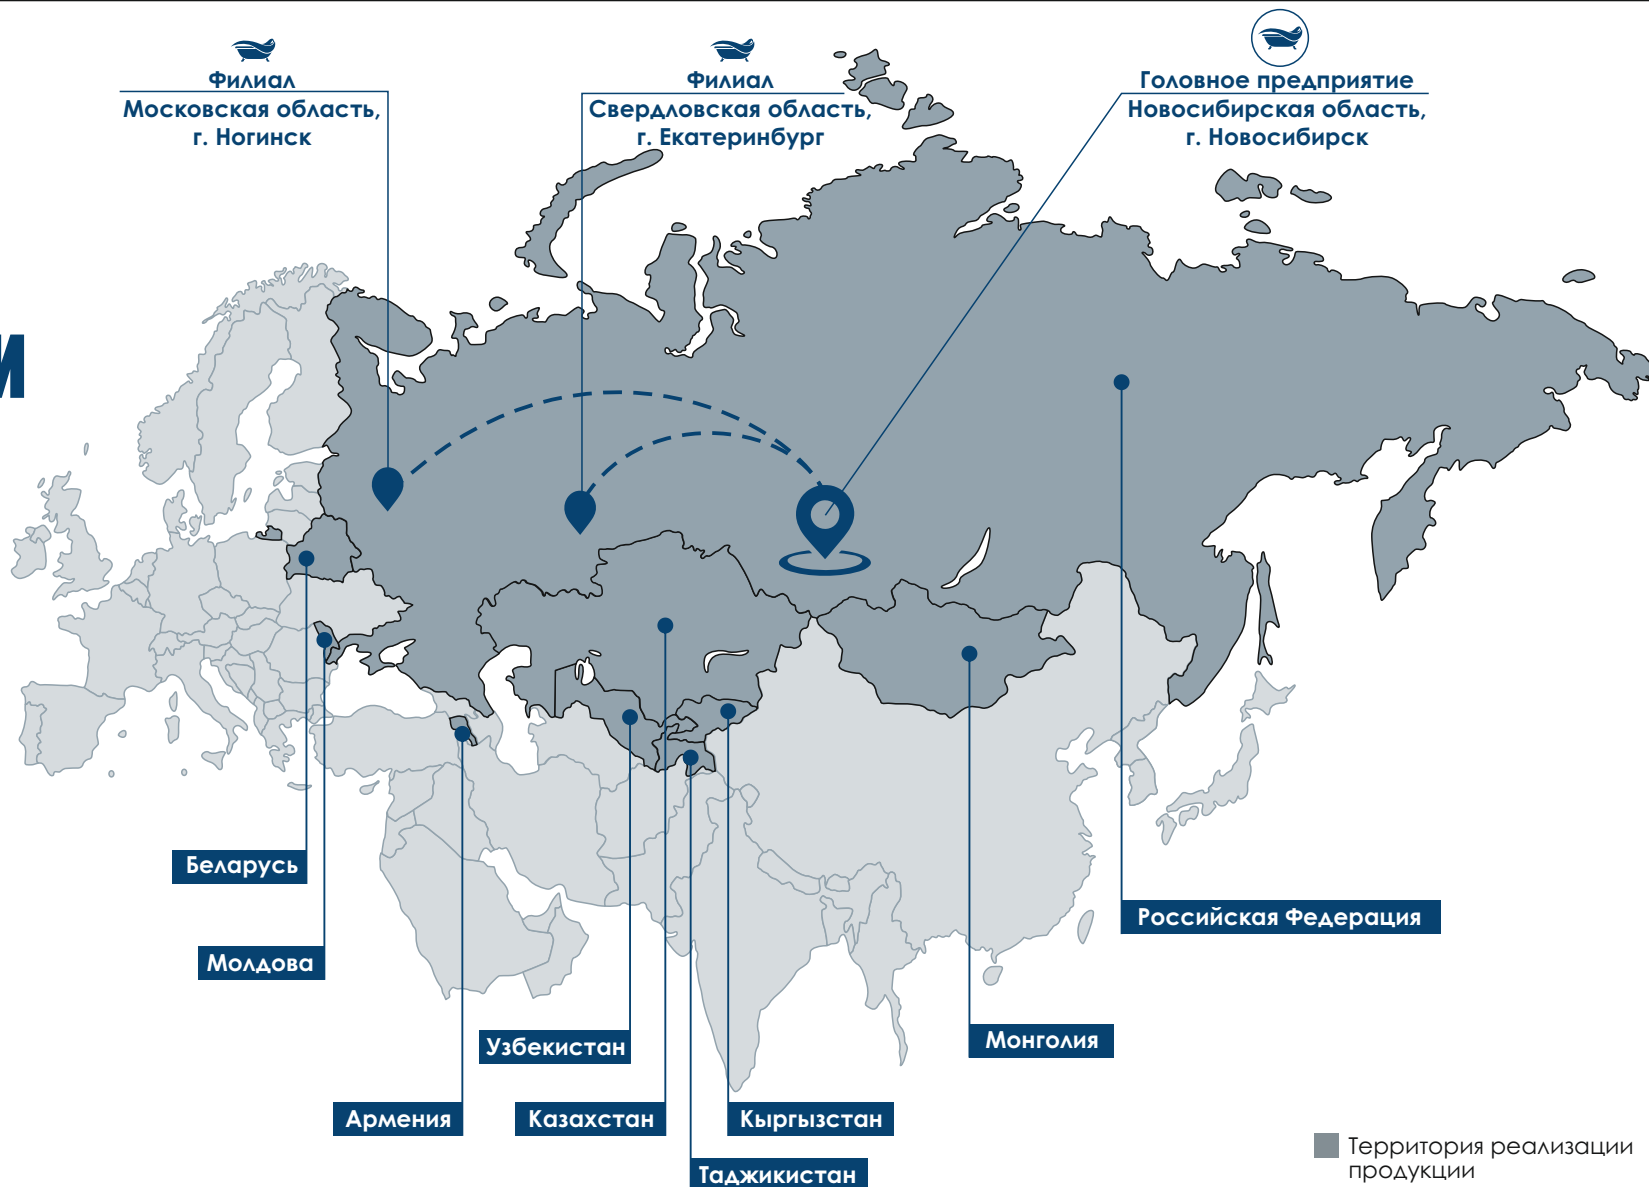 Филиал
Московская область,
г. Ногинск
Филиал
Свердловская область,
г. Екатеринбург
Головное предприятие
Новосибирская область,
г. Новосибирск
Беларусь
Молдова
Армения
Узбекистан
Казахстан
Таджикистан
Кыргызстан
Монголия
Российская Федерация
Территория реализации
продукции